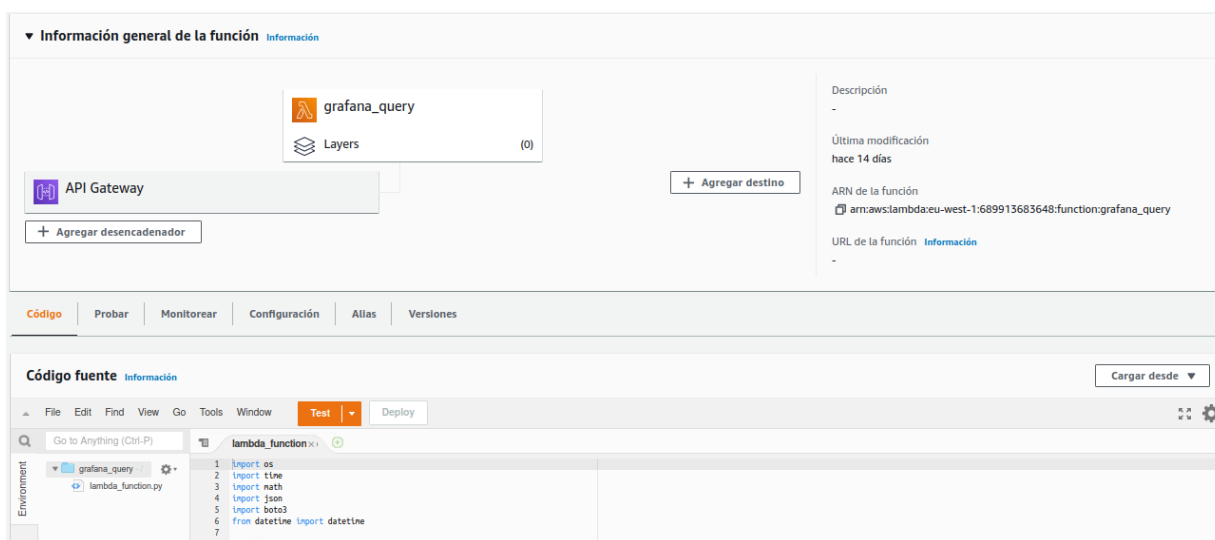 ▼ Información general de la función Información
grafana_query
Layers (0)
API Gateway
+ Agregar desencadenador
+ Agregar destino
Descripción
-
Última modificación
hace 14 días
ARN de la función
arn:aws:lambda:eu-west-1:689913683648:function:grafana_query
URL de la función Información
-
Código Probar Monitorear Configuración Alias Versiones
Código fuente Información
Cargar desde ▼
File Edit Find View Go Tools Window Test Deploy
Go to Anything (Ctrl-P)
lambda_function
Environment
grafana_query - /
lambda_function.py
1 import os
2 import time
3 import math
4 import json
5 import boto3
6 from datetime import datetime
7